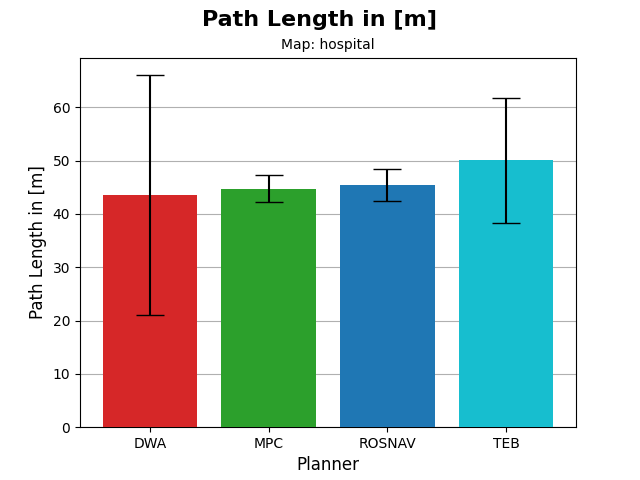 Path Length in [m]
Map: hospital
Path Length in [m]
60
50
40
30
20
10
0
DWA MPC ROSNAV TEB
Planner